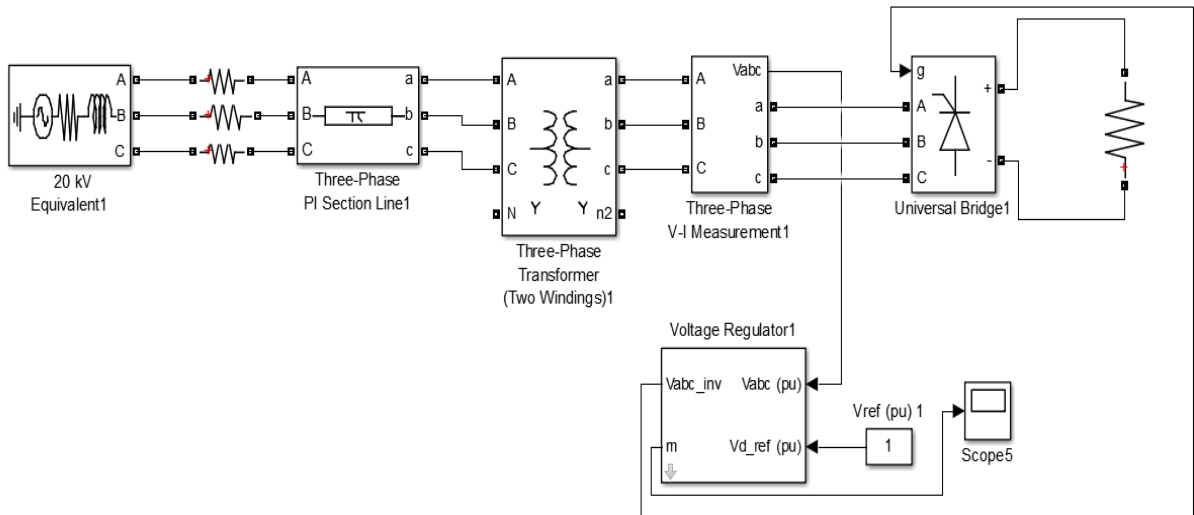 A
B
C
20 kV
Equivalent1
A
B
C
a
b
c
π
Three-Phase
PI Section Line1
A
B
C
N
a
b
c
n2
Y Y
Three-Phase
Transformer
(Two Windings)1
A
B
C
Vabc
a
b
c
Three-Phase
V-I Measurement1
g
A
B
C
+
-
Universal Bridge1
Voltage Regulator1
Vabc_inv
Vabc (pu)
m
Vd_ref (pu)
Vref (pu) 1
1
Scope5